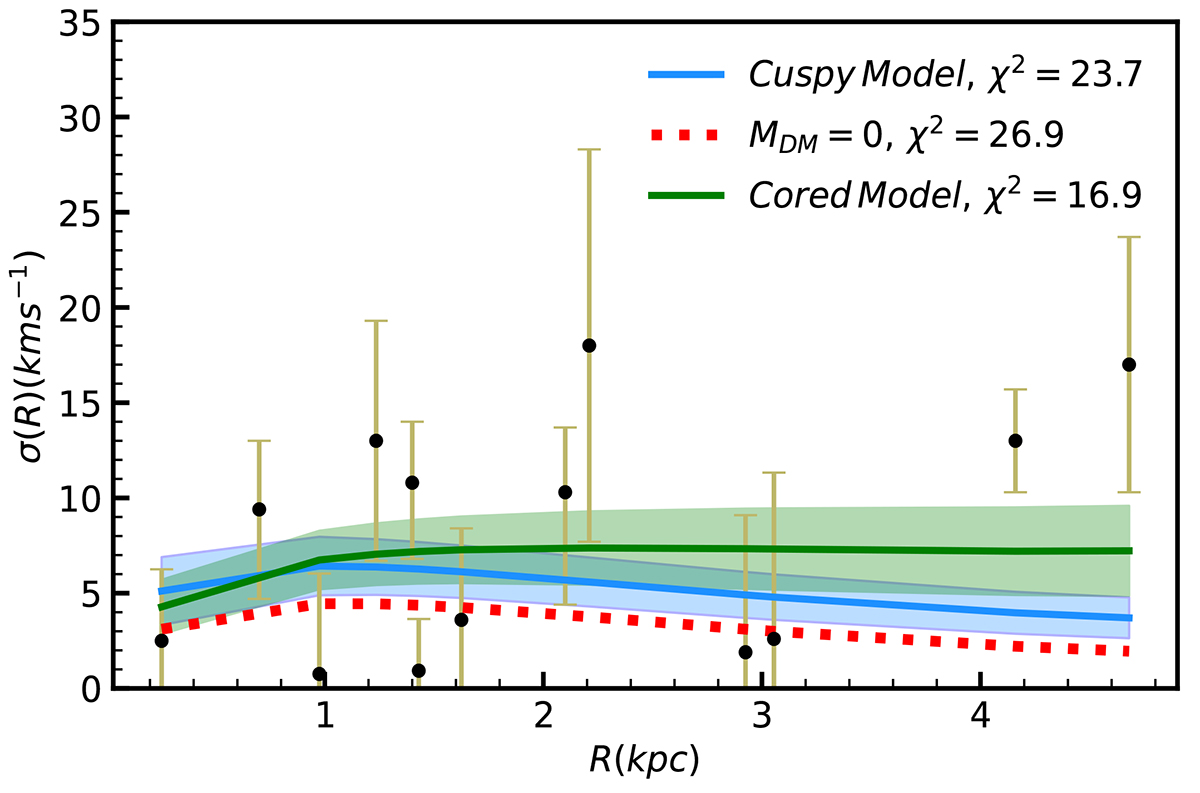 35
30
25
20
15
10
5
0
σ(R)(kms⁻¹)
Cuspy Model, χ² = 23.7
M_DM = 0, χ² = 26.9
Cored Model, χ² = 16.9
1 2 3 4
R(kpc)